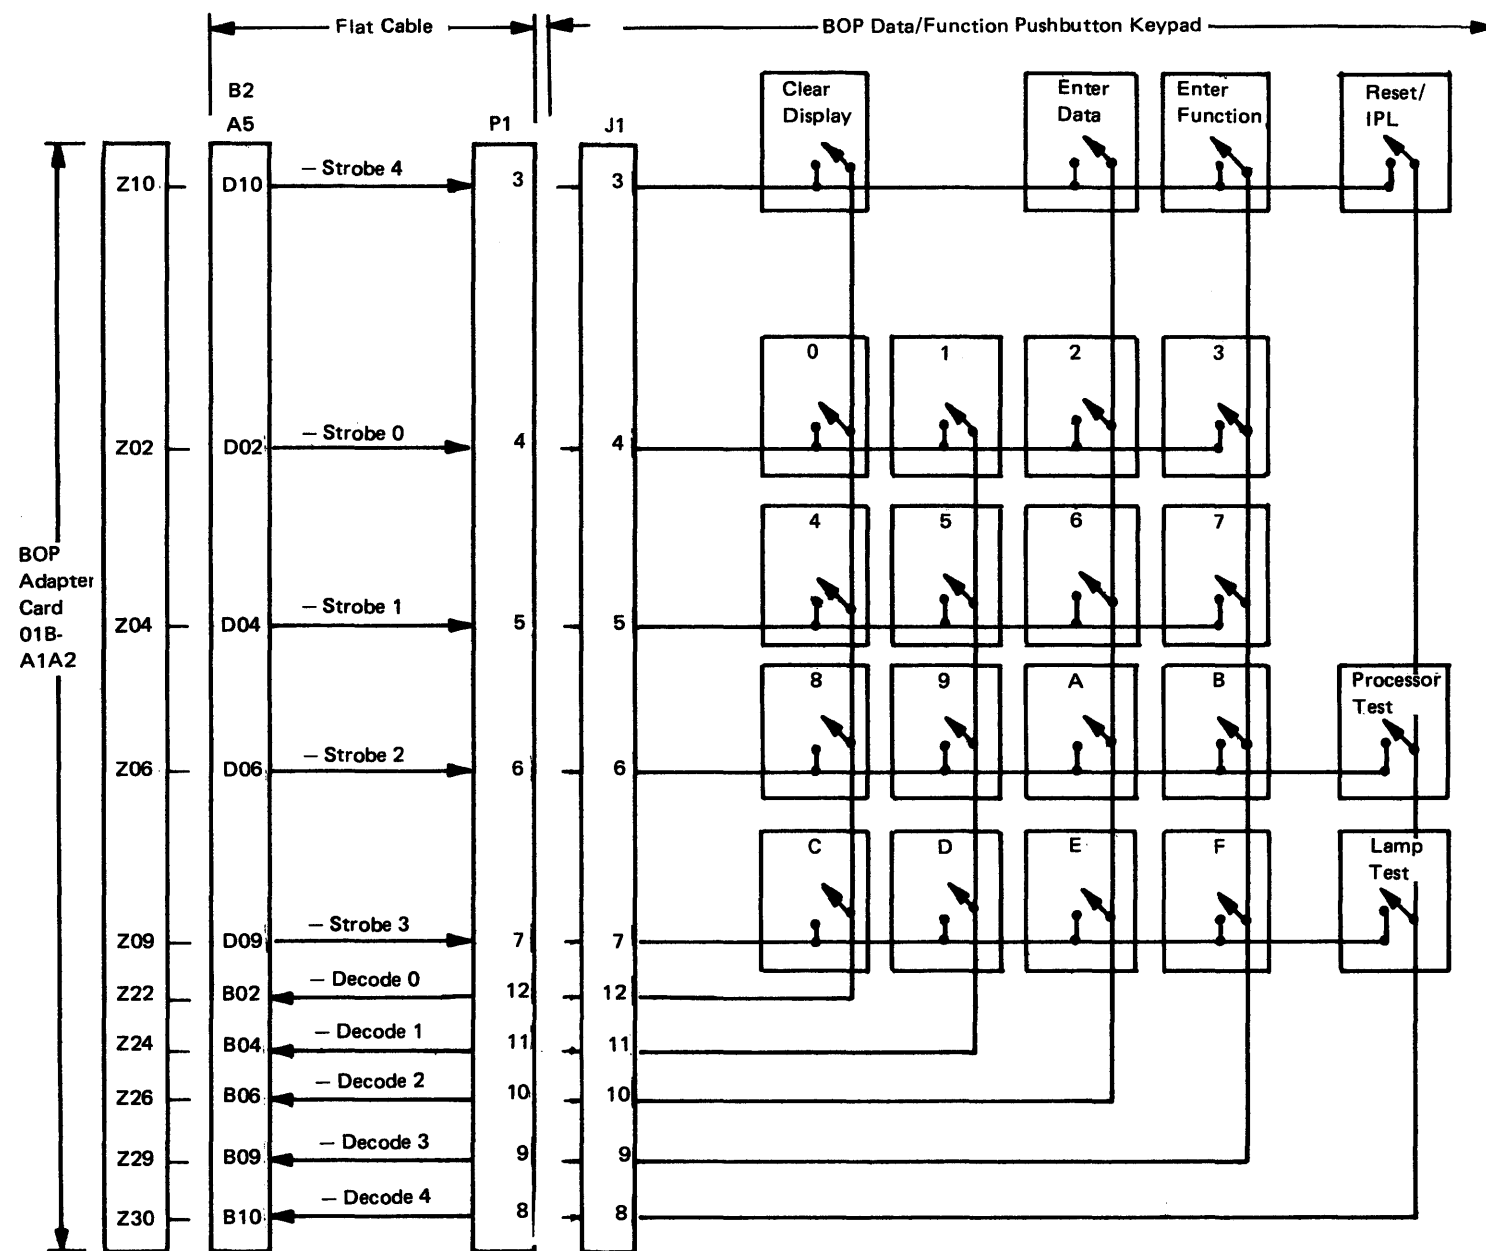 Flat Cable
BOP Data/Function Pushbutton Keypad
B2
A5
P1
J1
Clear
Display
Enter
Data
Enter
Function
Reset/
IPL
Z10
D10
– Strobe 4
3
3
0
1
2
3
Z02
D02
– Strobe 0
4
4
4
5
6
7
BOP
Adapter
Card
01B-
A1A2
Z04
D04
– Strobe 1
5
5
8
9
A
B
Processor
Test
Z06
D06
– Strobe 2
6
6
C
D
E
F
Lamp
Test
Z09
D09
– Strobe 3
7
7
Z22
B02
– Decode 0
12
12
Z24
B04
– Decode 1
11
11
Z26
B06
– Decode 2
10
10
Z29
B09
– Decode 3
9
9
Z30
B10
– Decode 4
8
8